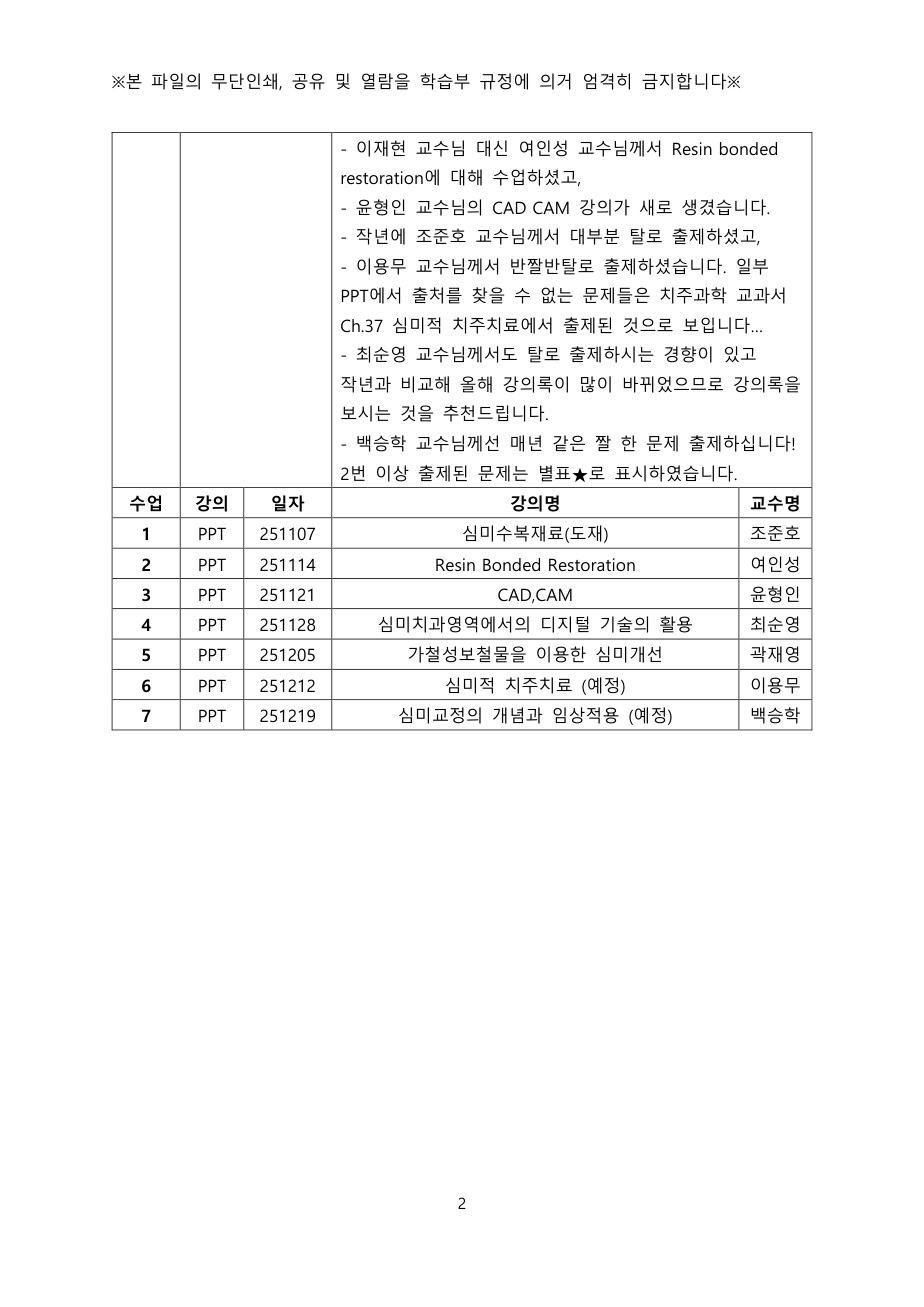 ※본 파일의 무단인쇄, 공유 및 열람을 학습부 규정에 의거 엄격히 금지합니다※
- 이재현 교수님 대신 여인성 교수님께서 Resin bonded
restoration에 대해 수업하셨고,
- 윤형인 교수님의 CAD CAM 강의가 새로 생겼습니다.
- 작년에 조준호 교수님께서 대부분 탈로 출제하셨고,
- 이용무 교수님께서 반짤반탈로 출제하셨습니다. 일부
PPT에서 출처를 찾을 수 없는 문제들은 치주과학 교과서
Ch.37 심미적 치주치료에서 출제된 것으로 보입니다...
- 최순영 교수님께서도 탈로 출제하시는 경향이 있고
작년과 비교해 올해 강의록이 많이 바뀌었으므로 강의록을
보시는 것을 추천드립니다.
- 백승학 교수님께선 매년 같은 짤 한 문제 출제하십니다!
2번 이상 출제된 문제는 별표★로 표시하였습니다.
수업 강의 일자 강의명 교수명
1 PPT 251107 심미수복재료(도재) 조준호
2 PPT 251114 Resin Bonded Restoration 여인성
3 PPT 251121 CAD,CAM 윤형인
4 PPT 251128 심미치과영역에서의 디지털 기술의 활용 최순영
5 PPT 251205 가철성보철물을 이용한 심미개선 곽재영
6 PPT 251212 심미적 치주치료 (예정) 이용무
7 PPT 251219 심미교정의 개념과 임상적용 (예정) 백승학
2